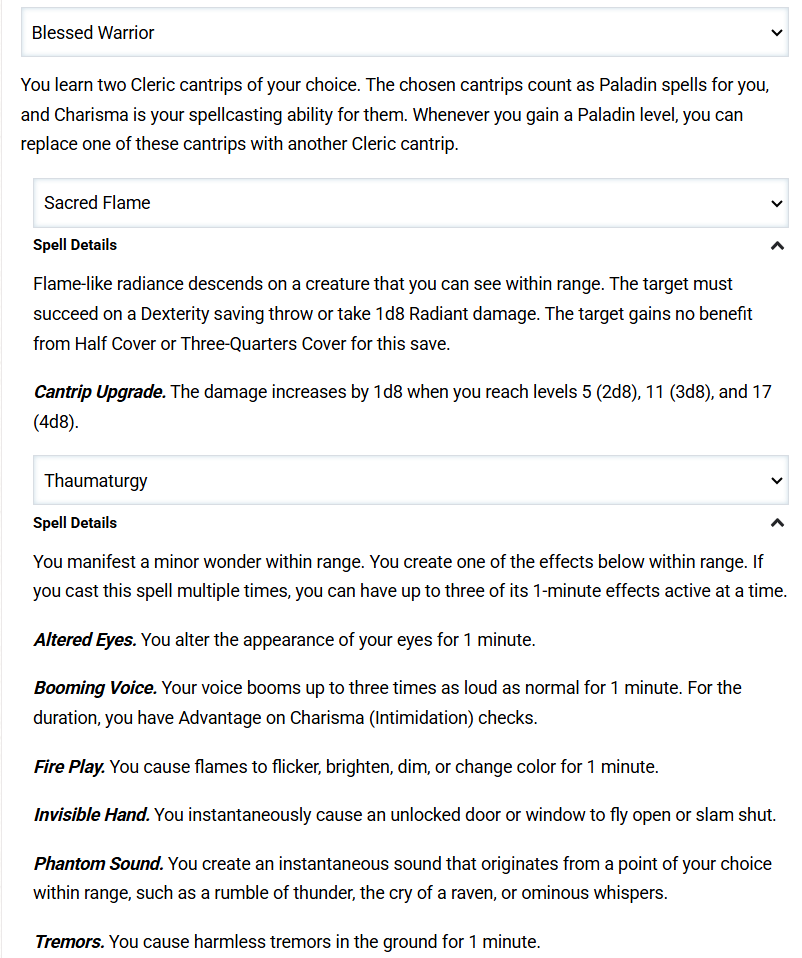 Blessed Warrior
You learn two Cleric cantrips of your choice. The chosen cantrips count as Paladin spells for you,
and Charisma is your spellcasting ability for them. Whenever you gain a Paladin level, you can
replace one of these cantrips with another Cleric cantrip.
Sacred Flame
Spell Details
Flame-like radiance descends on a creature that you can see within range. The target must
succeed on a Dexterity saving throw or take 1d8 Radiant damage. The target gains no benefit
from Half Cover or Three-Quarters Cover for this save.
Cantrip Upgrade. The damage increases by 1d8 when you reach levels 5 (2d8), 11 (3d8), and 17
(4d8).
Thaumaturgy
Spell Details
You manifest a minor wonder within range. You create one of the effects below within range. If
you cast this spell multiple times, you can have up to three of its 1-minute effects active at a time.
Altered Eyes. You alter the appearance of your eyes for 1 minute.
Booming Voice. Your voice booms up to three times as loud as normal for 1 minute. For the
duration, you have Advantage on Charisma (Intimidation) checks.
Fire Play. You cause flames to flicker, brighten, dim, or change color for 1 minute.
Invisible Hand. You instantaneously cause an unlocked door or window to fly open or slam shut.
Phantom Sound. You create an instantaneous sound that originates from a point of your choice
within range, such as a rumble of thunder, the cry of a raven, or ominous whispers.
Tremors. You cause harmless tremors in the ground for 1 minute.